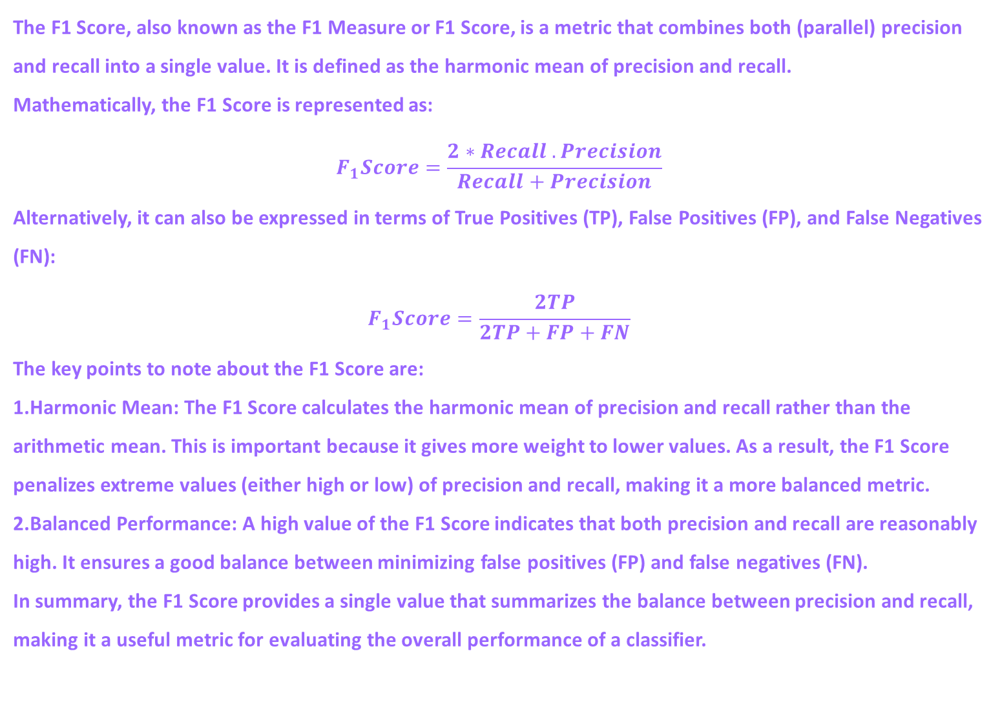 The F1 Score, also known as the F1 Measure or F1 Score, is a metric that combines both (parallel) precision
and recall into a single value. It is defined as the harmonic mean of precision and recall.
Mathematically, the F1 Score is represented as:
F₁Score = 2 * Recall . Precision / Recall + Precision
Alternatively, it can also be expressed in terms of True Positives (TP), False Positives (FP), and False Negatives
(FN):
F₁Score = 2TP / 2TP + FP + FN
The key points to note about the F1 Score are:
1.Harmonic Mean: The F1 Score calculates the harmonic mean of precision and recall rather than the
arithmetic mean. This is important because it gives more weight to lower values. As a result, the F1 Score
penalizes extreme values (either high or low) of precision and recall, making it a more balanced metric.
2.Balanced Performance: A high value of the F1 Score indicates that both precision and recall are reasonably
high. It ensures a good balance between minimizing false positives (FP) and false negatives (FN).
In summary, the F1 Score provides a single value that summarizes the balance between precision and recall,
making it a useful metric for evaluating the overall performance of a classifier.